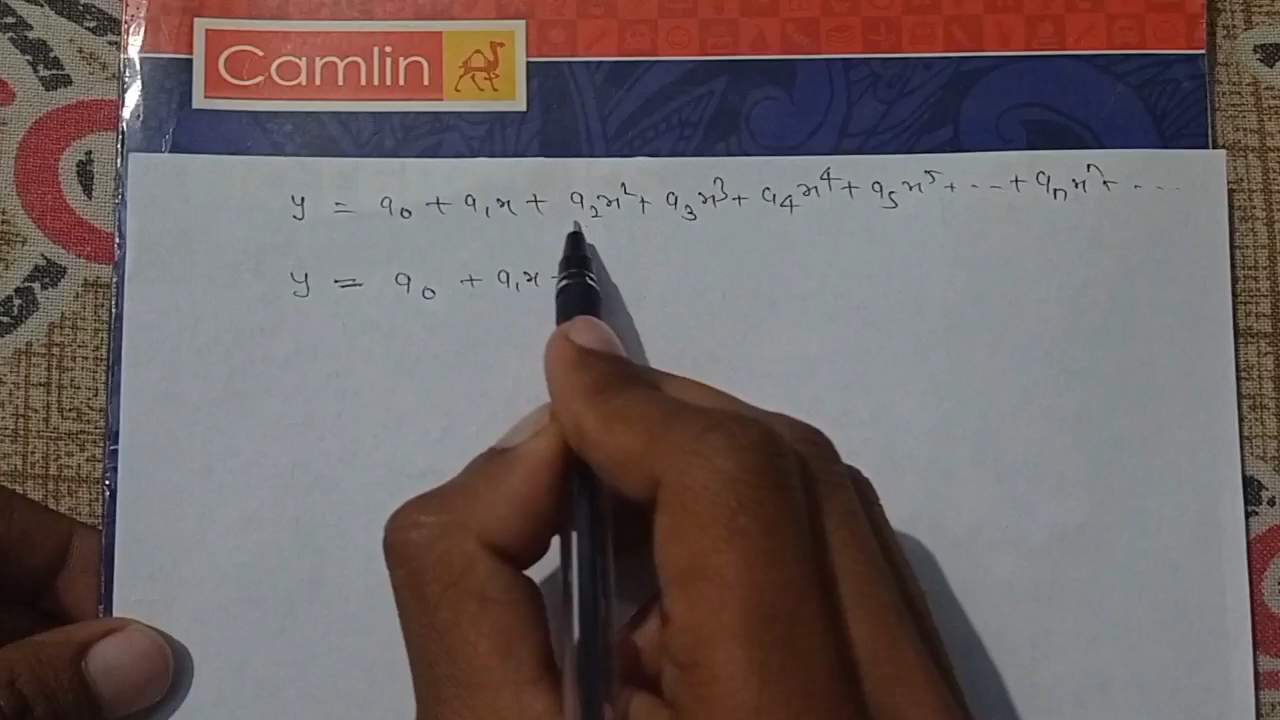 Camlin
y = a₀ + a₁x + a₂x² + a₃x³ + a₄x⁴ + a₅x⁵ + ... + aₙxⁿ + ...
y = a₀ + a₁x